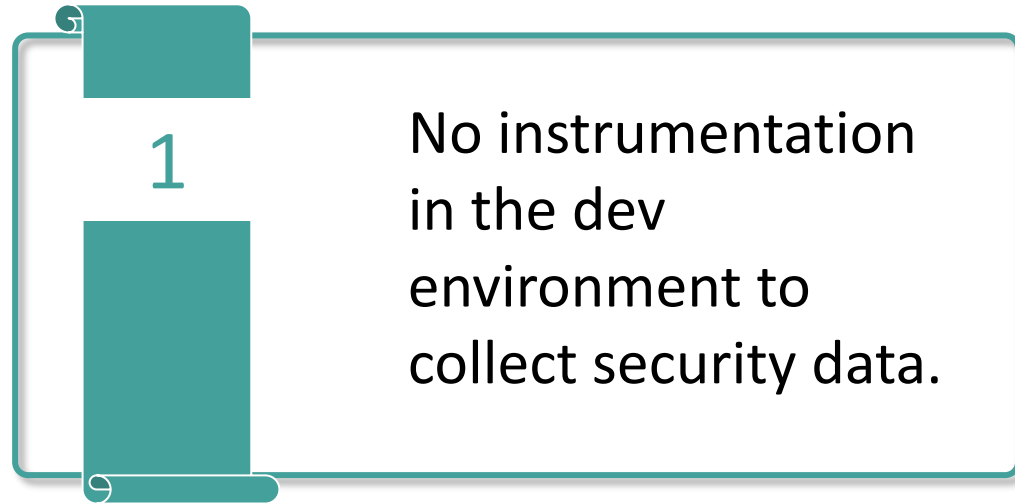 1
No instrumentation
in the dev
environment to
collect security data.